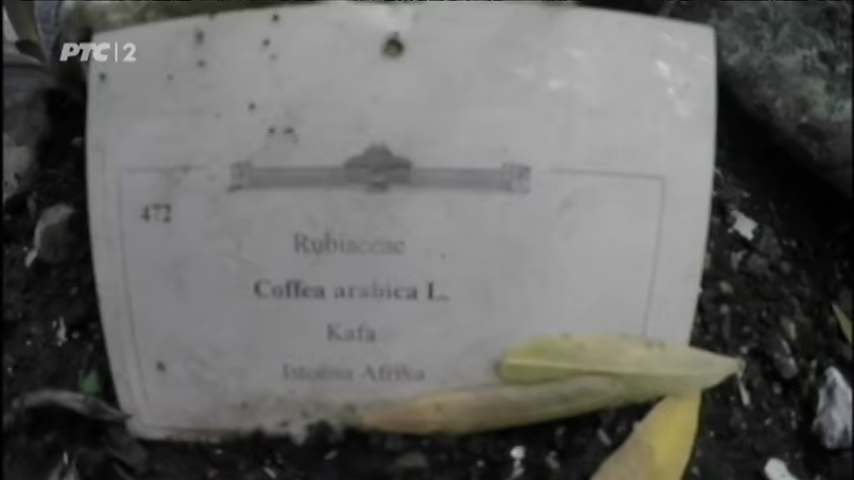 РТС|2
472
Rubiaceae
Coffea arabica L.
Kafa
Istočna Afrika